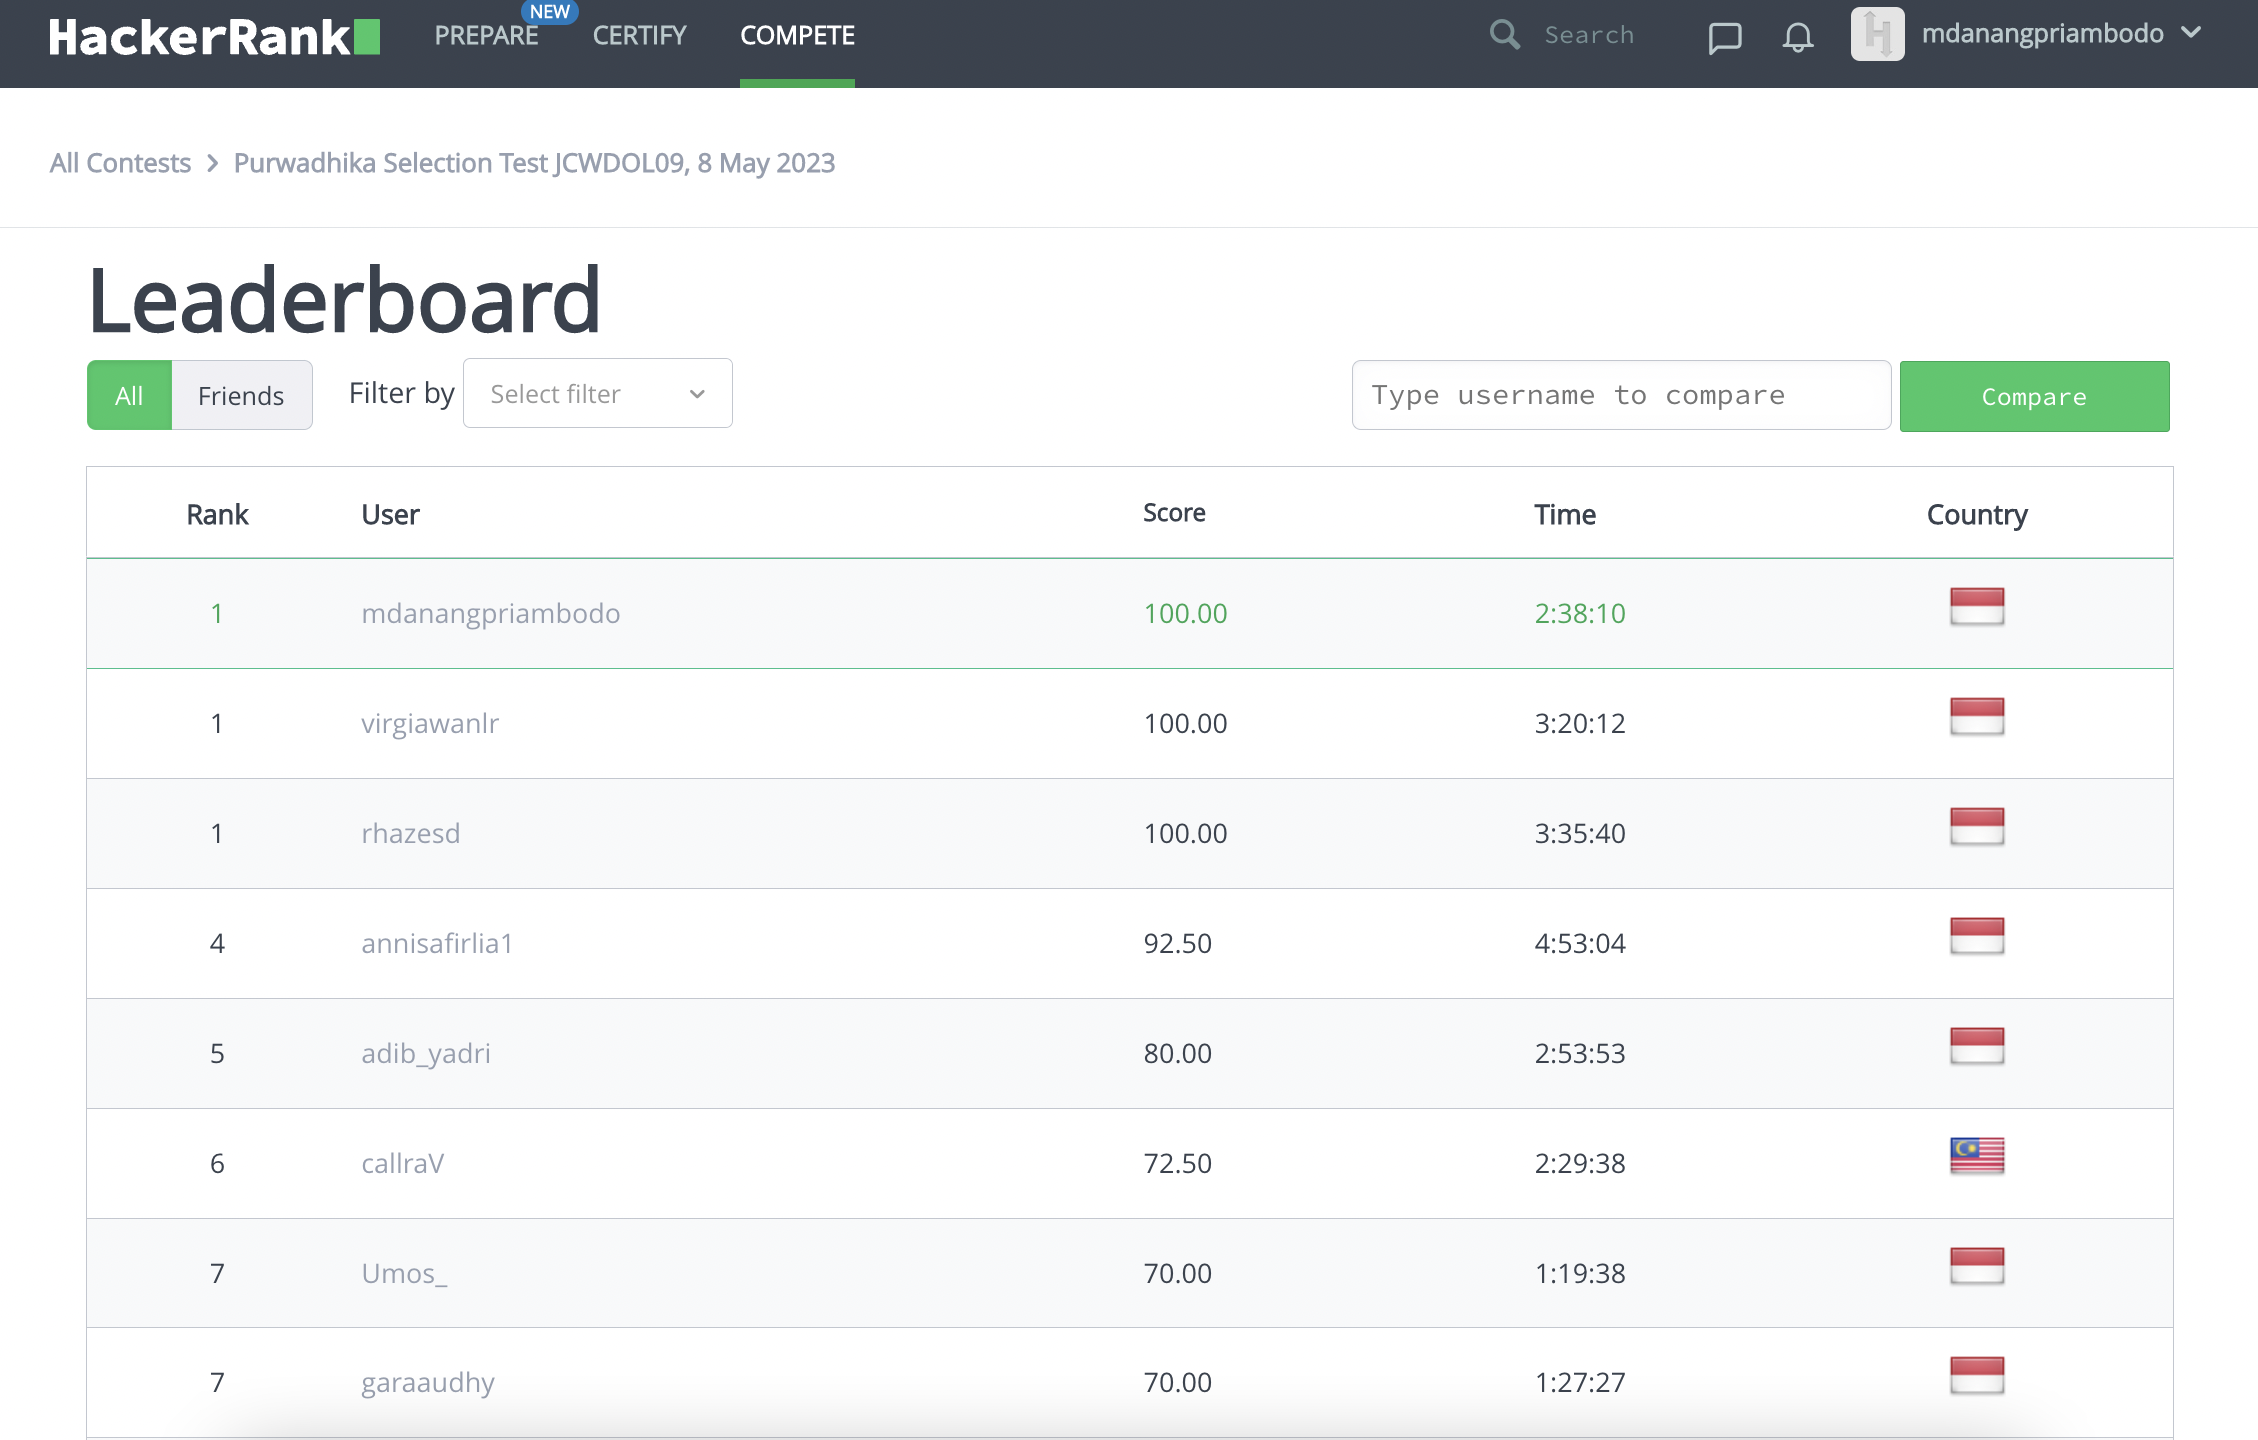 HackerRank PREPARE NEW CERTIFY COMPETE Search mdanangpriambodo
All Contests > Purwadhika Selection Test JCWDOL09, 8 May 2023
Leaderboard
All Friends Filter by Select filter Type username to compare Compare
Rank User Score Time Country
1 mdanangpriambodo 100.00 2:38:10
1 virgiawanlr 100.00 3:20:12
1 rhazesd 100.00 3:35:40
4 annisafirlia1 92.50 4:53:04
5 adib_yadri 80.00 2:53:53
6 callraV 72.50 2:29:38
7 Umos_ 70.00 1:19:38
7 garaaudhy 70.00 1:27:27